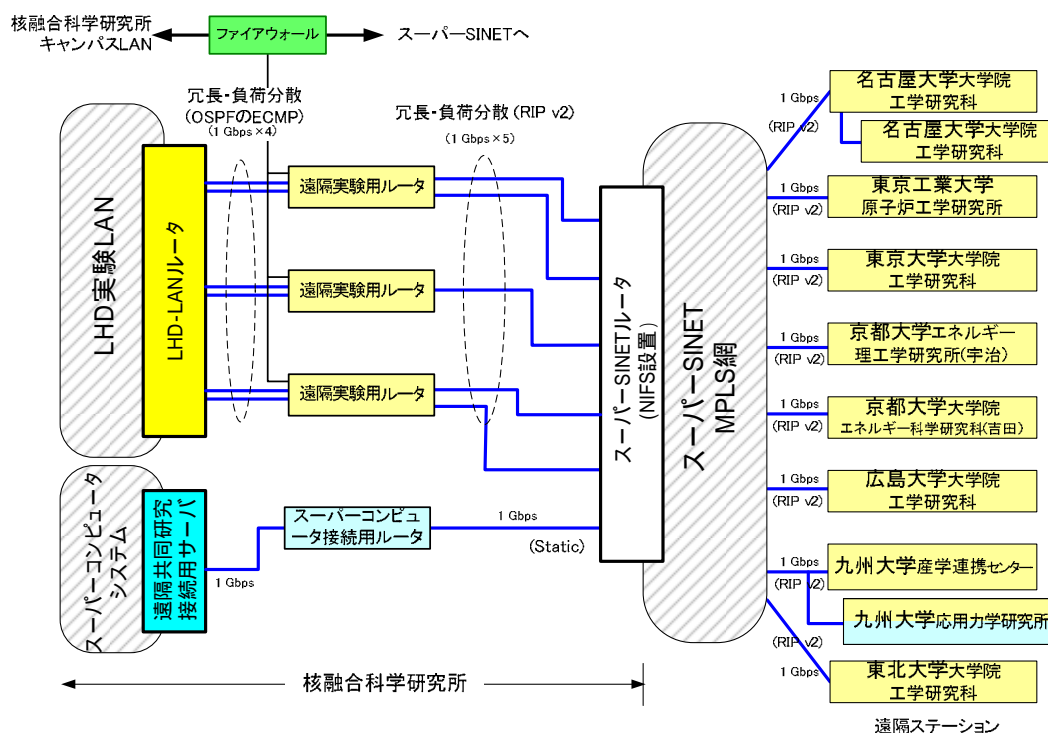 核融合科学研究所
キャンパスLAN
ファイアウォール
スーパーSINETへ
冗長・負荷分散
(OSPFのECMP)
(1 Gbps×4)
冗長・負荷分散 (RIP v2)
(1 Gbps×5)
LHD実験LAN
LHD-LANルータ
遠隔実験用ルータ
遠隔実験用ルータ
遠隔実験用ルータ
スーパーSINETルータ
(NIFS設置)
スーパーSINET
MPLS網
スーパーコンピュータ
システム
遠隔共同研究
接続用サーバ
1 Gbps
スーパーコンピュ
ータ接続用ルータ
1 Gbps
(Static)
1 Gbps
(RIP v2)
名古屋大学大学院
工学研究科
名古屋大学大学院
工学研究科
1 Gbps
(RIP v2)
東京工業大学
原子炉工学研究所
1 Gbps
(RIP v2)
東京大学大学院
工学研究科
1 Gbps
(RIP v2)
京都大学エネルギー
理工学研究所(宇治)
1 Gbps
(RIP v2)
京都大学大学院
エネルギー科学研究科(吉田)
1 Gbps
(RIP v2)
広島大学大学院
工学研究科
1 Gbps
(RIP v2)
九州大学産学連携センター
九州大学応用力学研究所
(RIP v2)
1 Gbps
東北大学大学院
工学研究科
核融合科学研究所
遠隔ステーション